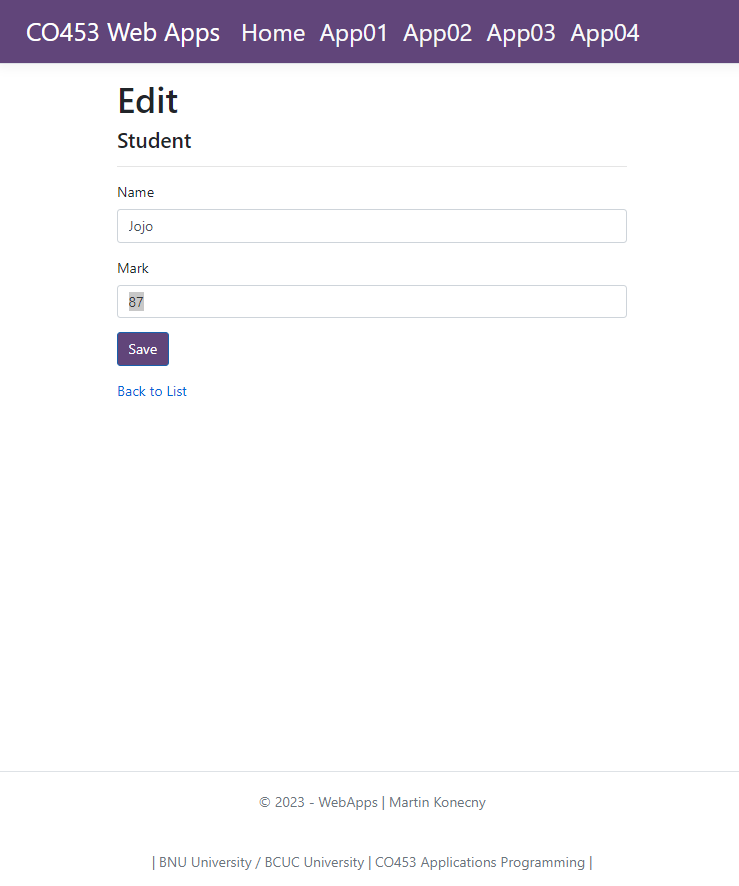 CO453 Web Apps Home App01 App02 App03 App04
Edit
Student
Name
Jojo
Mark
87
Save
Back to List
© 2023 - WebApps | Martin Konecny
| BNU University / BCUC University | CO453 Applications Programming |